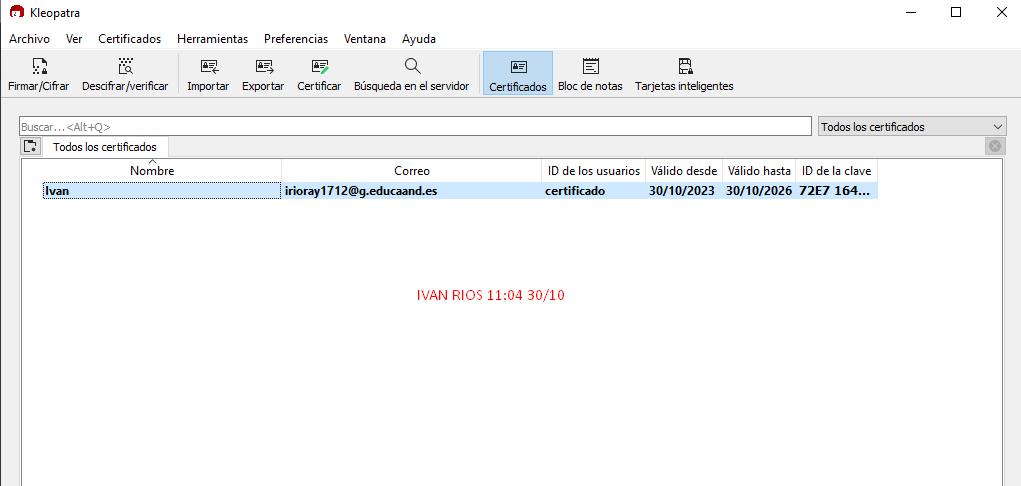 Kleopatra
Archivo Ver Certificados Herramientas Preferencias Ventana Ayuda
Firmar/Cifrar Descifrar/verificar Importar Exportar Certificar Búsqueda en el servidor Certificados Bloc de notas Tarjetas inteligentes
Buscar...<Alt+Q> Todos los certificados
Todos los certificados
Nombre Correo ID de los usuarios Válido desde Válido hasta ID de la clave
Ivan irioray1712@g.educaand.es certificado 30/10/2023 30/10/2026 72E7 164...
IVAN RIOS 11:04 30/10